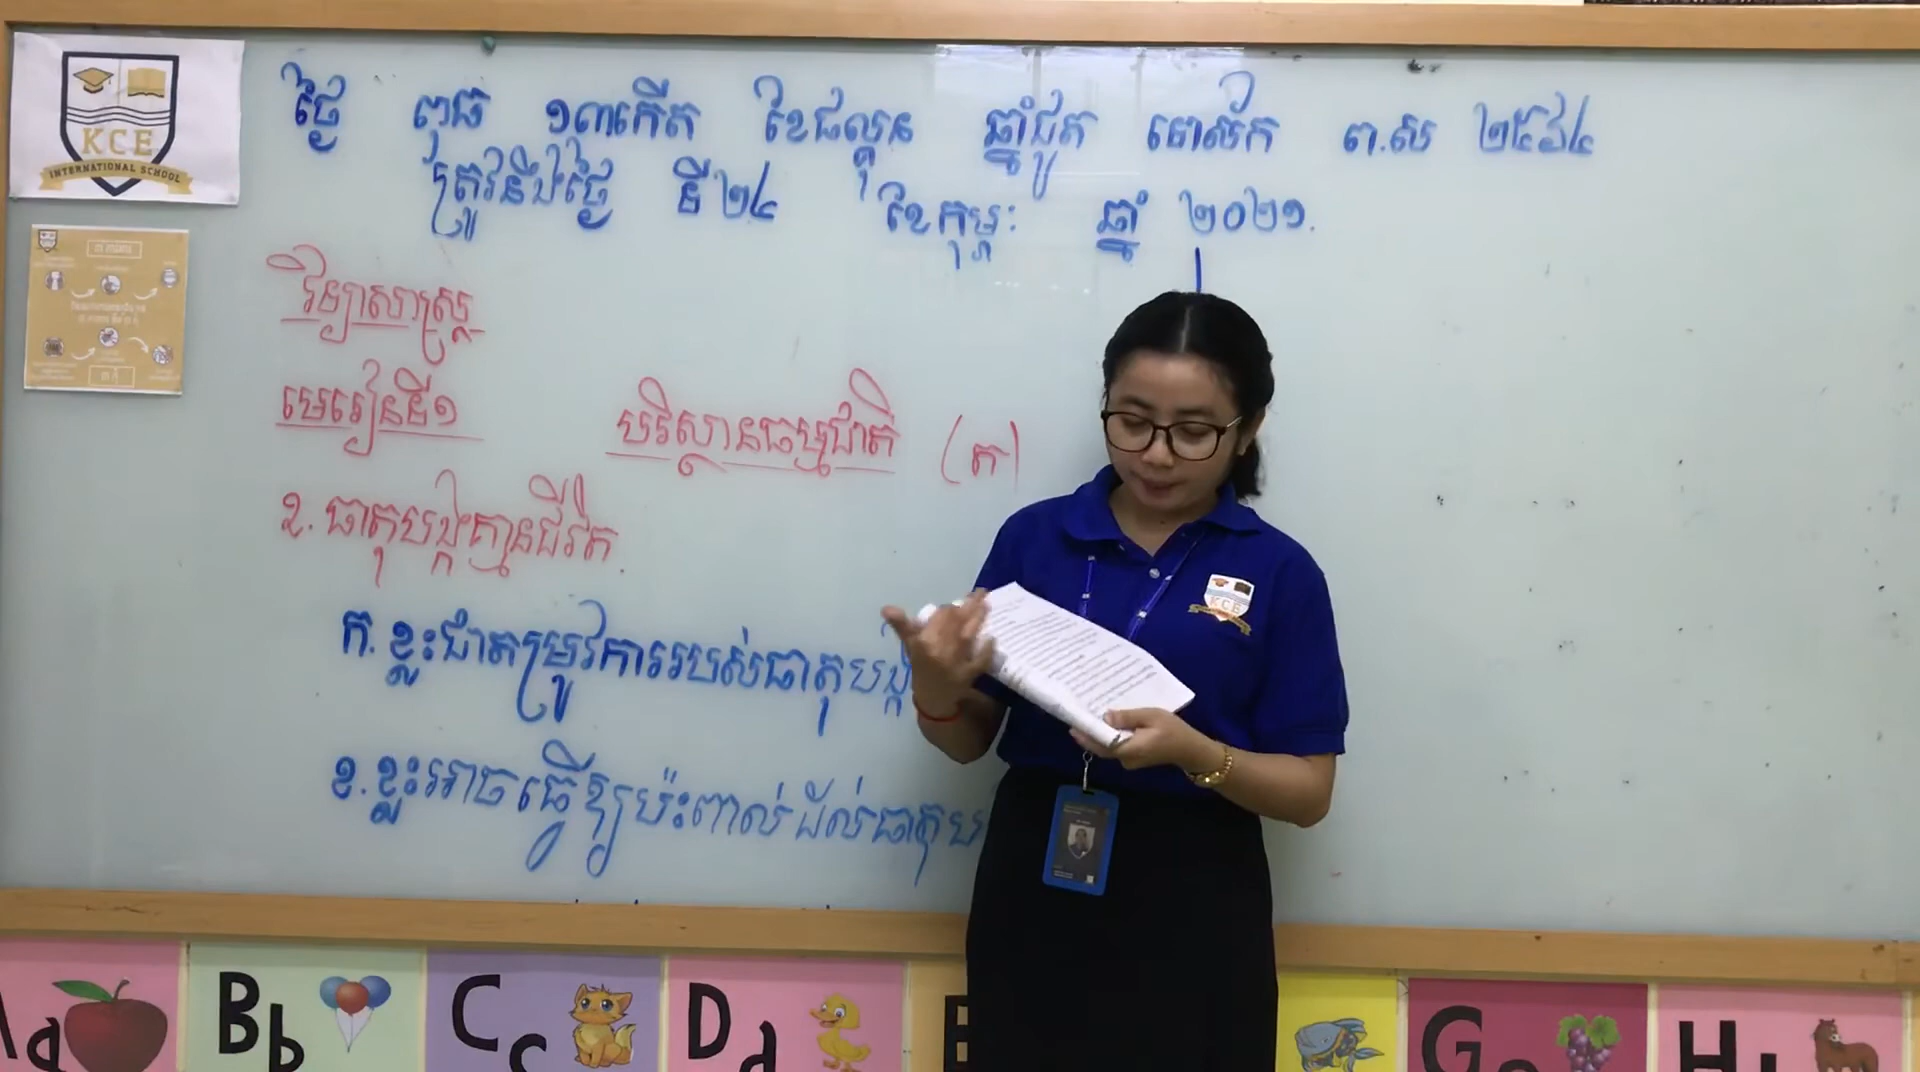 KCE
INTERNATIONAL SCHOOL
ថ្ងៃ ពុធ ១៣កើត ខែផល្គុន ឆ្នាំជូត ទោស័ក ព.ស ២៥៦៤
ត្រូវនឹងថ្ងៃ ទី២៤ ខែកុម្ភៈ ឆ្នាំ ២០២១.
វិទ្យាសាស្ត្រ
មេរៀនទី១ បរិស្ថានធម្មជាតិ (ត)
២. ធាតុបង្កគ្មានជីវិត.
ក. ខ្លះជាតម្រូវការរបស់ធាតុបង្ក
ខ. ខ្លះអាចធ្វើឱ្យប៉ះពាល់ដល់ធាតុប
KCE
Bb
Cc
Dd